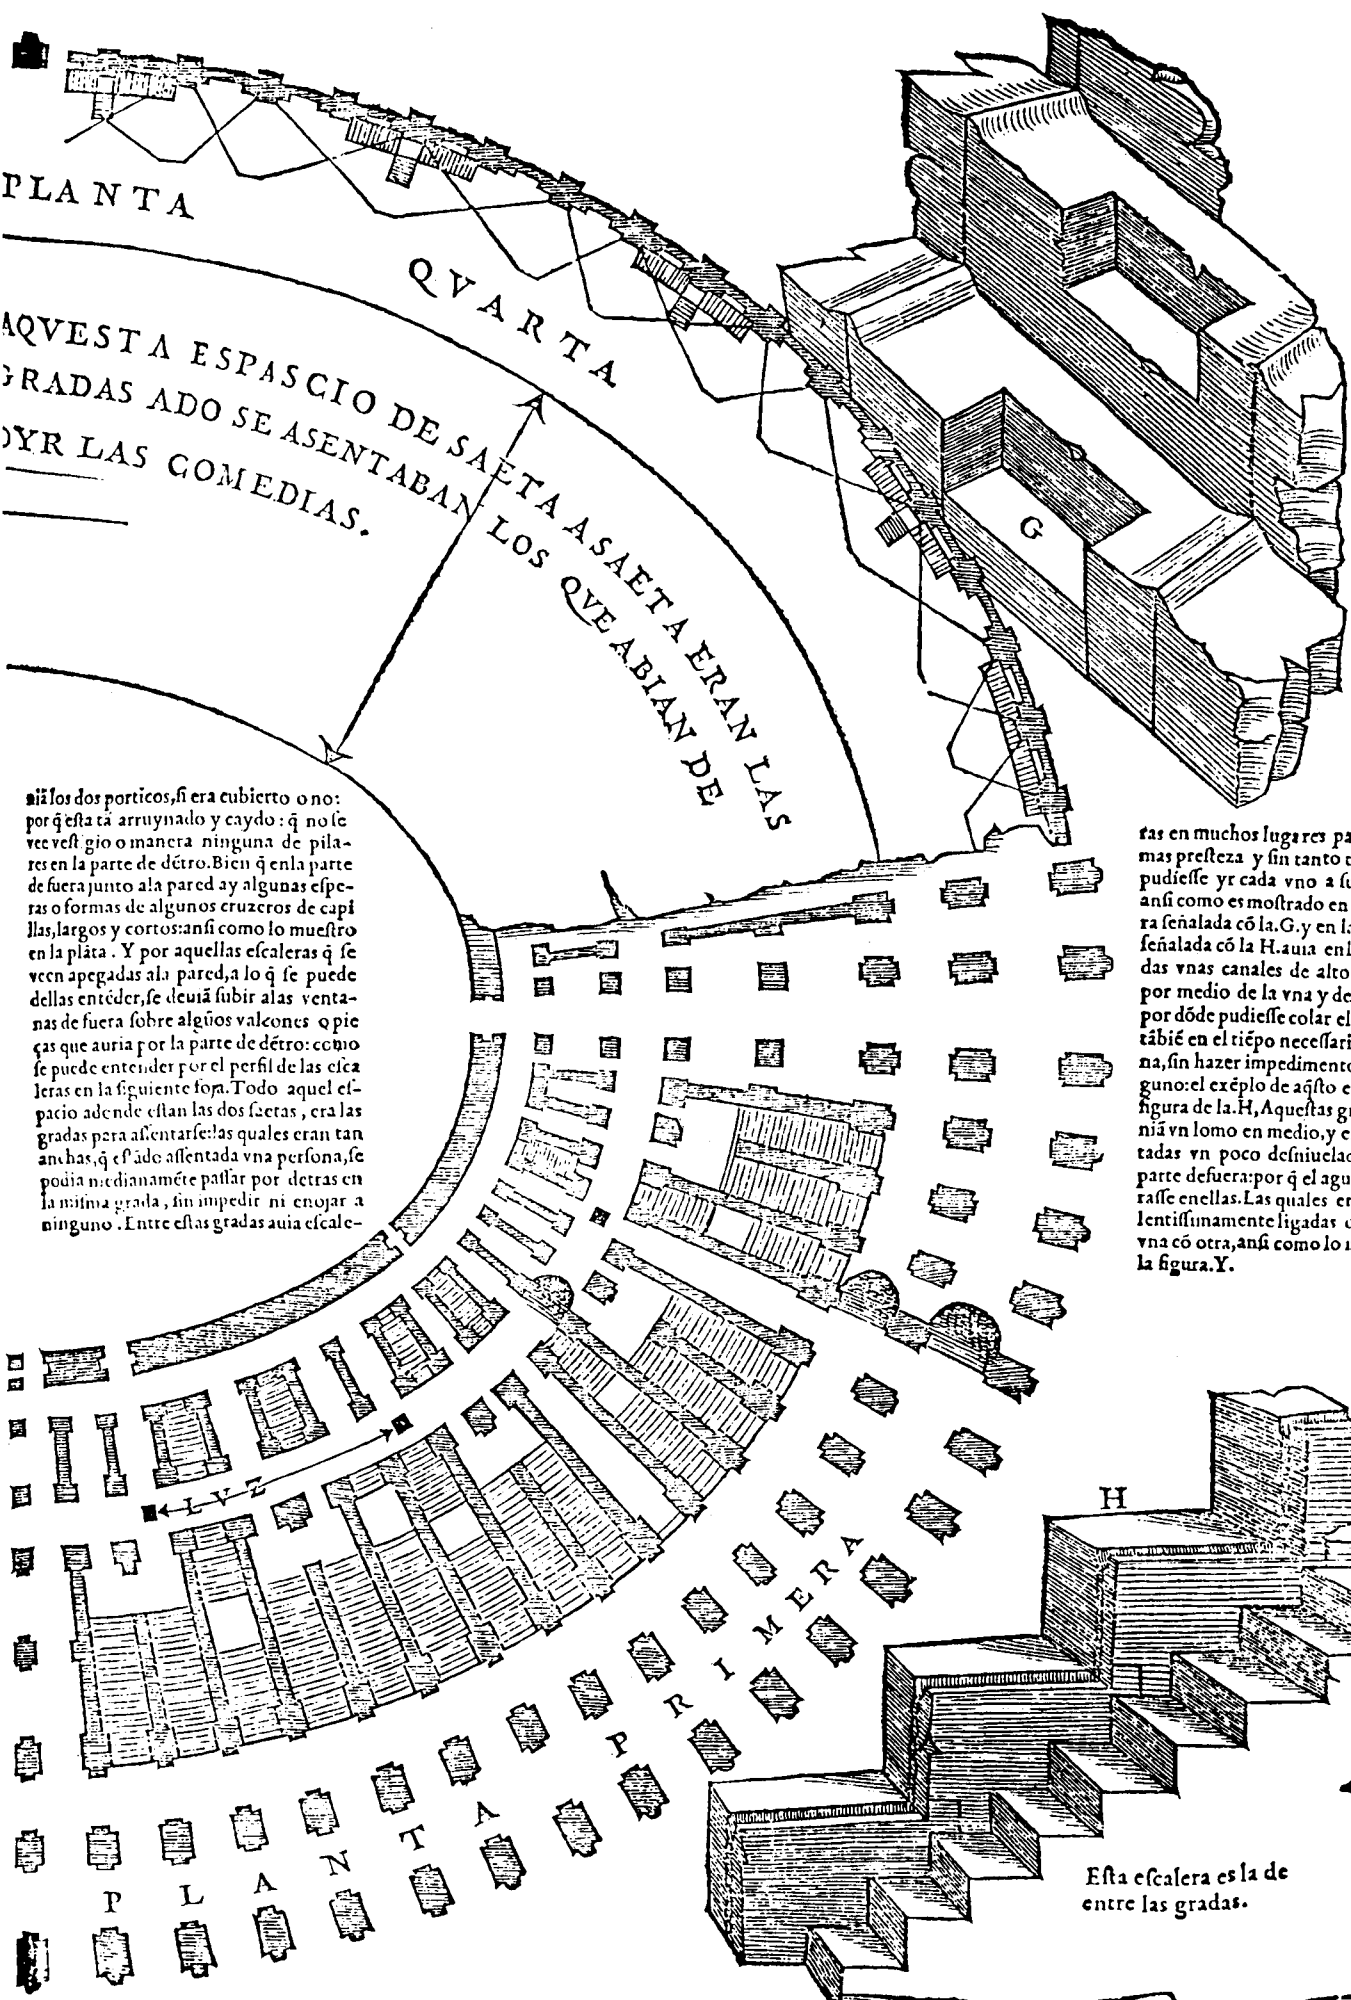 PLANTA
QVARTA
AQVESTA ESPASCIO DE SAETA A SAETA ERAN LAS
GRADAS ADO SE ASENTABAN LOS QVE ABIAN DE
OYR LAS COMEDIAS.
G
niā los dos porticos, ſi era cubierto o no:
por q̄ eſta tā arruynado y caydo: q̄ no ſe
vee veſtigio o manera ninguna de pila-
res en la parte de dētro. Bien q̄ enla parte
de fuera junto ala pared ay algunas eſpe-
ras o formas de algunos cruzeros de capi
llas, largos y cortos: anſi como lo mueſtro
en la plāta. Y por aquellas eſcaleras q̄ ſe
veen apegadas ala pared, a lo q̄ ſe puede
dellas entēder, ſe deuiā ſubir alas venta-
nas de fuera ſobre algūos valcones o pie
ças que auria por la parte de dētro: como
ſe puede entender por el perfil de las eſca
leras en la ſiguiente foja. Todo aquel eſ-
pacio adonde eſtan las dos ſaetas, era las
gradas para aſſentarſe: las quales eran tan
anchas, q̄ eſtādo aſſentada vna perſona, ſe
podia medianamēte paſſar por detras en
la miſma grada, ſin impedir ni enojar a
ninguno. Entre eſtas gradas auia eſcale-
ras en muchos lugares pa
mas preſteza y ſin tanto t
pudieſſe yr cada vno a ſu
anſi como es moſtrado en
ra ſeñalada cō la. G. y en la
ſeñalada cō la H. auia en l
das vnas canales de alto
por medio de la vna y de
por dōde pudieſſe colar el
tābiē en el tiēpo neceſſari
na, ſin hazer impedimento
guno: el exēplo de aq̄ſto e
figura de la. H, Aqueſtas gr
niā vn lomo en medio, y e
tadas vn poco deſniuelad
parte defuera: por q̄ el agu
raſſe enellas. Las quales er
lentiſſimamente ligadas
vna cō otra, anſi como lo
la figura. Y.
LVZ
H
PLANTA PRIMERA
Eſta eſcalera es la de
entre las gradas.